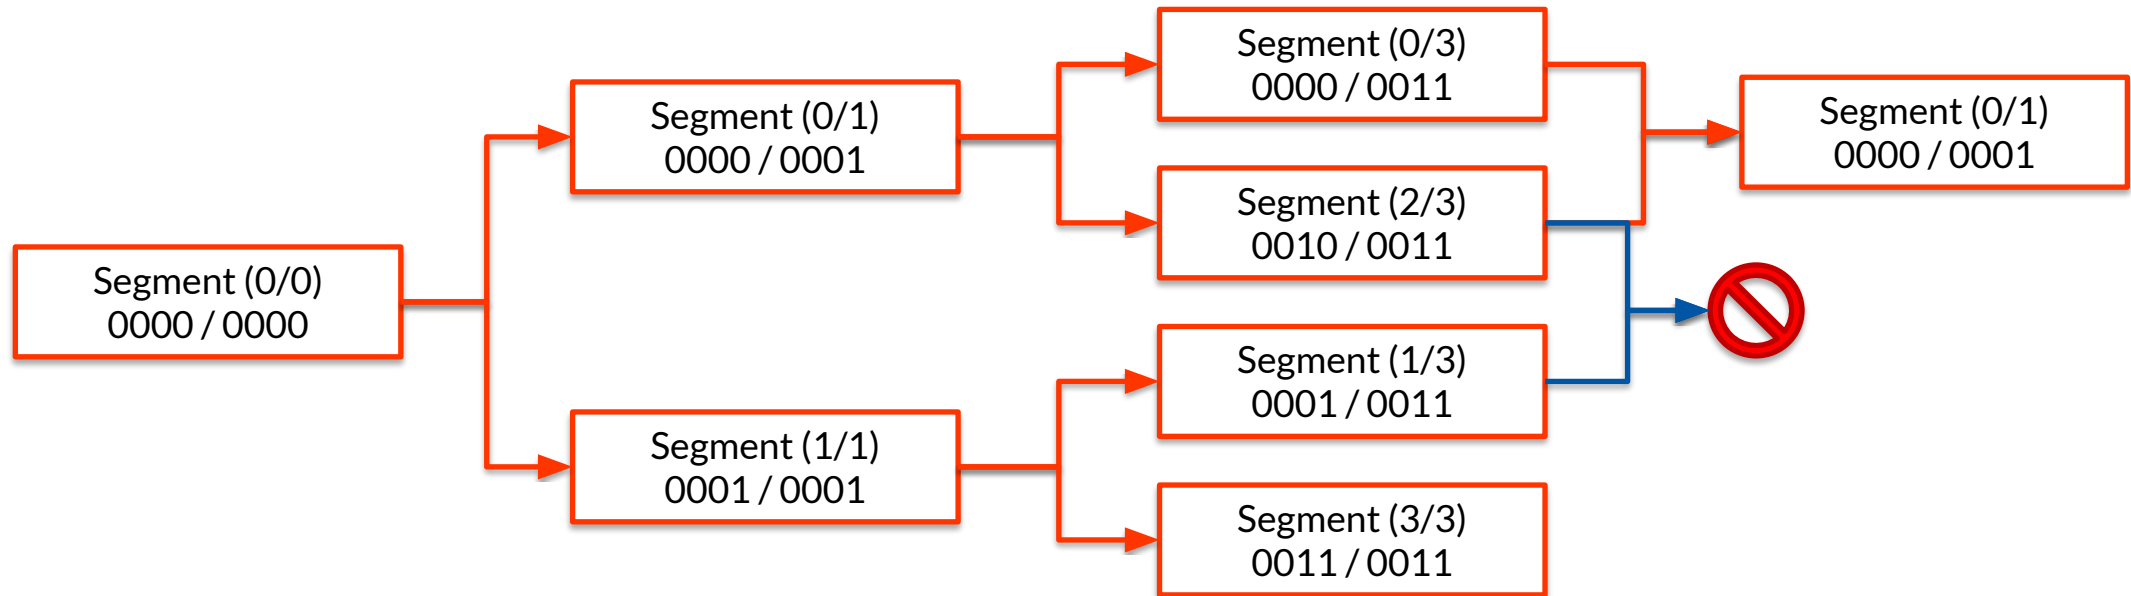 Segment (0/0)
0000 / 0000
Segment (0/1)
0000 / 0001
Segment (1/1)
0001 / 0001
Segment (0/3)
0000 / 0011
Segment (2/3)
0010 / 0011
Segment (1/3)
0001 / 0011
Segment (3/3)
0011 / 0011
Segment (0/1)
0000 / 0001